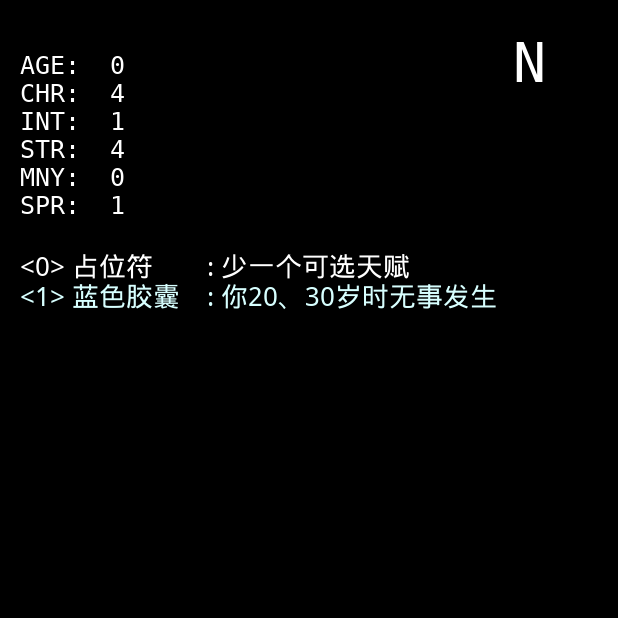 N
AGE: 0
CHR: 4
INT: 1
STR: 4
MNY: 0
SPR: 1
<0> 占位符 : 少一个可选天赋
<1> 蓝色胶囊 : 你20、30岁时无事发生